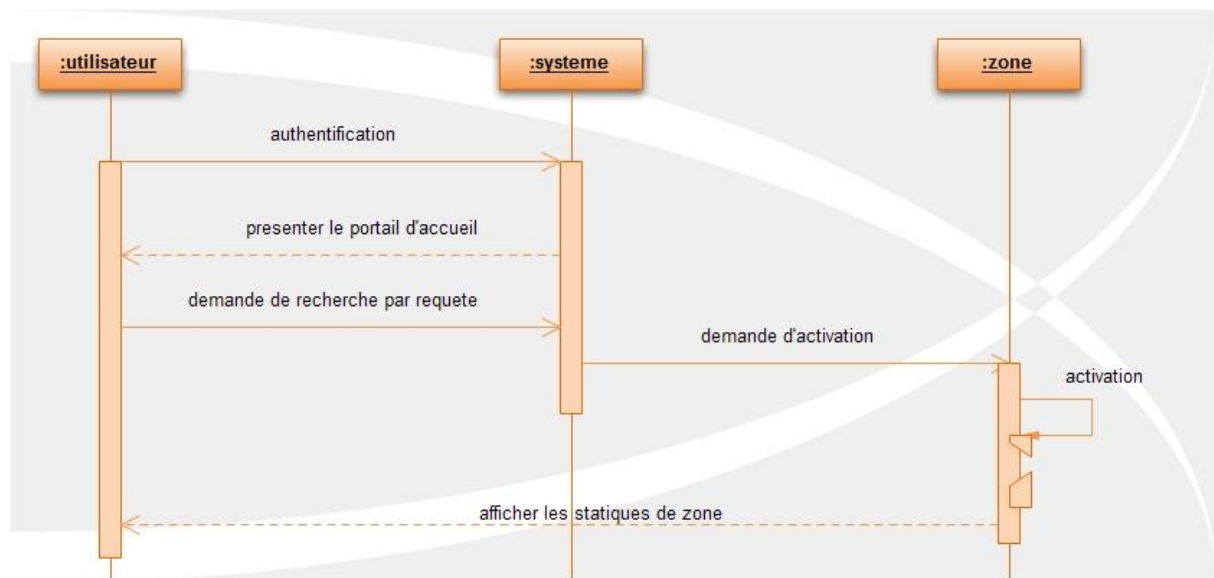 :utilisateur
:systeme
:zone
authentification
presenter le portail d'accueil
demande de recherche par requete
demande d'activation
activation
afficher les statiques de zone